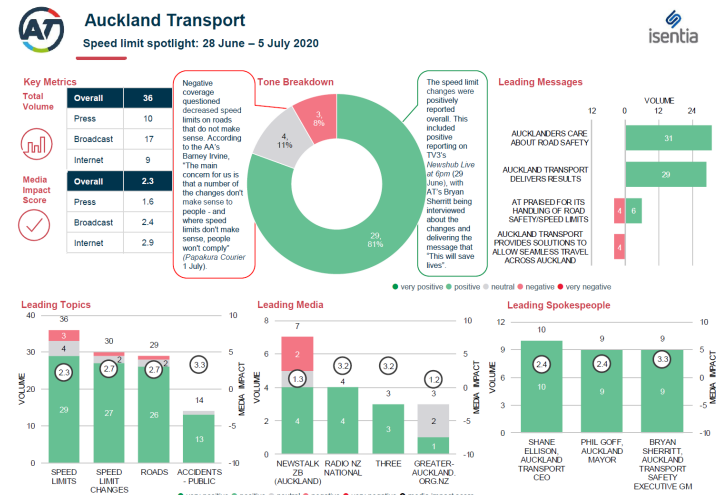 AT
Auckland Transport
Speed limit spotlight: 28 June – 5 July 2020
isentia
Key Metrics
Total
Volume
Overall 36
Press 10
Broadcast 17
Internet 9
Media
Impact
Score
Overall 2.3
Press 1.6
Broadcast 2.4
Internet 2.9
Negative
coverage
questioned
decreased speed
limits on roads
that do not make
sense. According
to the AA's
Barney Irvine,
"The main
concern for us is
that a number of
the changes don't
make sense to
people - and
where speed
limits don't make
sense, people
won't comply"
(Papakura Courier
1 July).
Tone Breakdown
3,
8%
4,
11%
29,
81%
The speed limit
changes were
positively
reported
overall. This
included
positive
reporting on
TV3's
Newshub Live
at 6pm (29
June), with
AT's Bryan
Sherritt being
interviewed
about the
changes and
delivering the
message that
"This will save
lives".
very positive positive neutral negative very negative
Leading Messages
VOLUME
12 0 12 24
AUCKLANDERS CARE
ABOUT ROAD SAFETY
31
AUCKLAND TRANSPORT
DELIVERS RESULTS
29
AT PRAISED FOR ITS
HANDLING OF ROAD
SAFETY/SPEED LIMITS
4 6
AUCKLAND TRANSPORT
PROVIDES SOLUTIONS TO
ALLOW SEAMLESS TRAVEL
ACROSS AUCKLAND
4
Leading Topics
VOLUME
40
30
20
10
0
36 30 29 14
3 2 2
4
2.3 2.7 2.7 3.3
29 27 26 13
10
5
0
-5
-10
MEDIA IMPACT
SPEED
LIMITS
SPEED
LIMIT
CHANGES
ROADS
ACCIDENTS
- PUBLIC
Leading Media
VOLUME
8
6
4
2
0
7 4 3 3
2
1.3 3.2 3.2 1.2
2
4 4 3 1
10
5
0
-5
-10
MEDIA IMPACT
NEWSTALK
ZB
(AUCKLAND)
RADIO NZ
NATIONAL
THREE
GREATER-
AUCKLAND.
ORG.NZ
Leading Spokespeople
VOLUME
12
9
6
3
0
10 9 9
2.4 2.4 3.3
10 9 9
10
5
0
-5
-10
MEDIA IMPACT
SHANE
ELLISON,
AUCKLAND
TRANSPORT
CEO
PHIL GOFF,
AUCKLAND
MAYOR
BRYAN
SHERRITT,
AUCKLAND
TRANSPORT
SAFETY
EXECUTIVE GM